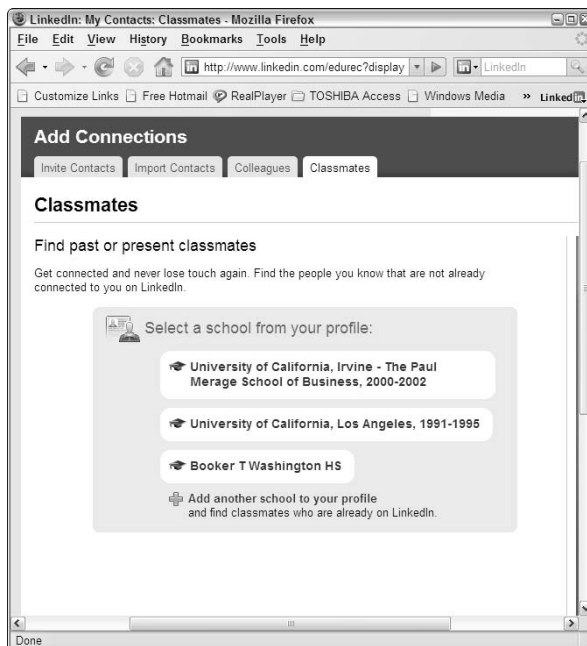 LinkedIn: My Contacts: Classmates - Mozilla Firefox
File Edit View History Bookmarks Tools Help
http://www.linkedin.com/edurec?display
in LinkedIn
Customize Links Free Hotmail RealPlayer TOSHIBA Access Windows Media » Linked in
Add Connections
Invite Contacts Import Contacts Colleagues Classmates
Classmates
Find past or present classmates
Get connected and never lose touch again. Find the people you know that are not already
connected to you on LinkedIn.
Select a school from your profile:
University of California, Irvine - The Paul
Merage School of Business, 2000-2002
University of California, Los Angeles, 1991-1995
Booker T Washington HS
Add another school to your profile
and find classmates who are already on LinkedIn.
Done